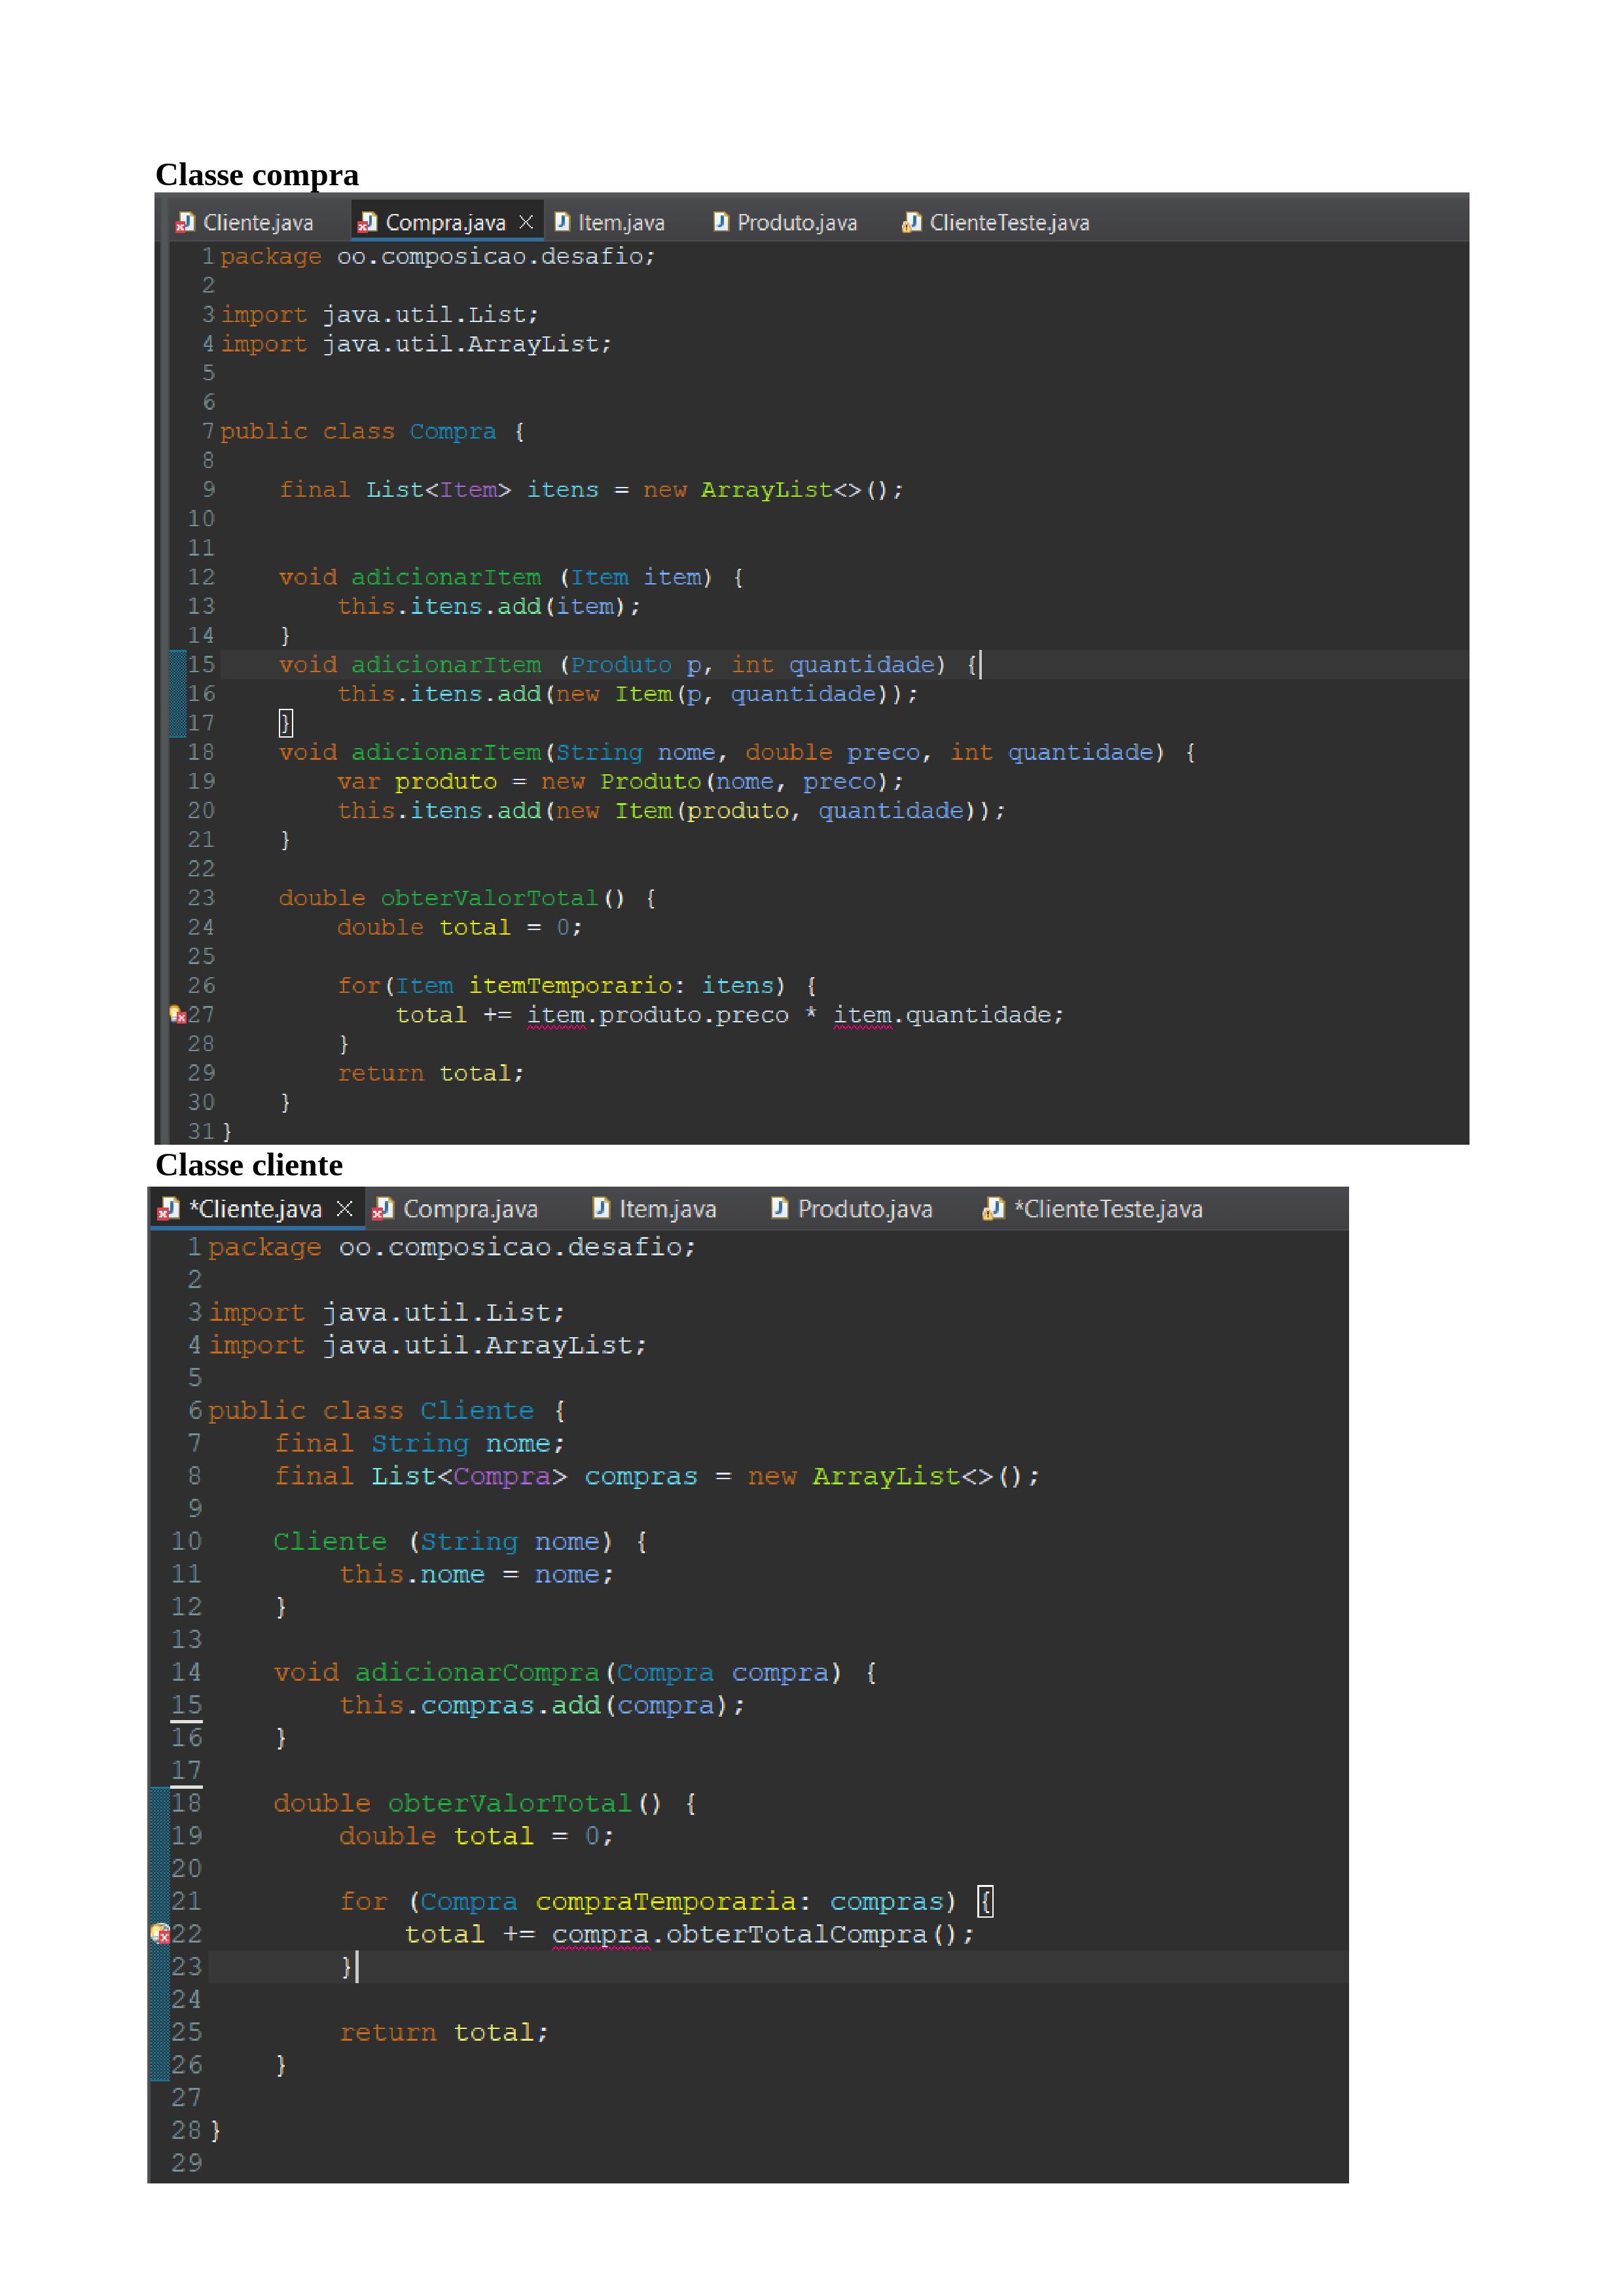 Classe compra
Cliente.java Compra.java Item.java Produto.java ClienteTeste.java
1 package oo.composicao.desafio;
2
3 import java.util.List;
4 import java.util.ArrayList;
5
6
7 public class Compra {
8
9 final List<Item> itens = new ArrayList<>();
10
11
12 void adicionarItem (Item item) {
13 this.itens.add(item);
14 }
15 void adicionarItem (Produto p, int quantidade) {
16 this.itens.add(new Item(p, quantidade));
17 }
18 void adicionarItem(String nome, double preco, int quantidade) {
19 var produto = new Produto(nome, preco);
20 this.itens.add(new Item(produto, quantidade));
21 }
22
23 double obterValorTotal() {
24 double total = 0;
25
26 for(Item itemTemporario: itens) {
27 total += item.produto.preco * item.quantidade;
28 }
29 return total;
30 }
31 }
Classe cliente
*Cliente.java Compra.java Item.java Produto.java *ClienteTeste.java
1 package oo.composicao.desafio;
2
3 import java.util.List;
4 import java.util.ArrayList;
5
6 public class Cliente {
7 final String nome;
8 final List<Compra> compras = new ArrayList<>();
9
10 Cliente (String nome) {
11 this.nome = nome;
12 }
13
14 void adicionarCompra(Compra compra) {
15 this.compras.add(compra);
16 }
17
18 double obterValorTotal() {
19 double total = 0;
20
21 for (Compra compraTemporaria: compras) {
22 total += compra.obterTotalCompra();
23 }
24
25 return total;
26 }
27
28 }
29